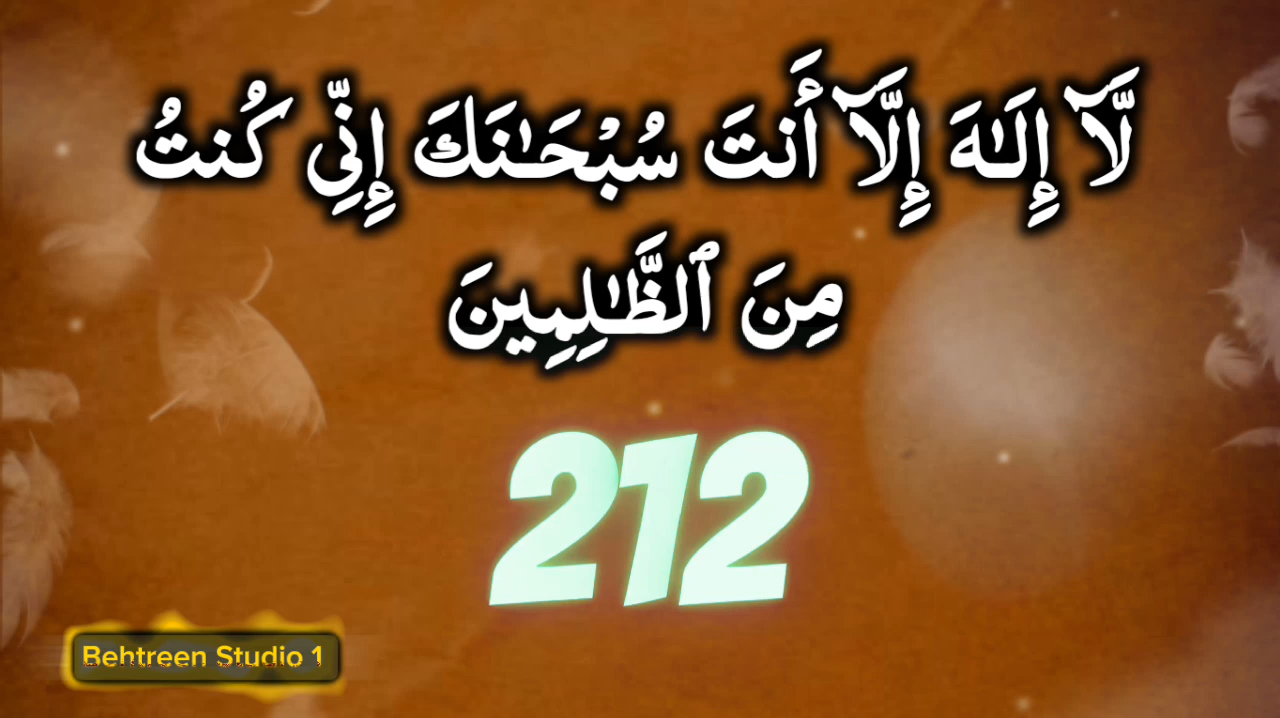 لَّآ إِلَـٰهَ إِلَّآ أَنتَ سُبْحَـٰنَكَ إِنِّي كُنتُ
مِنَ ٱلظَّـٰلِمِينَ
212
Behtreen Studio 1